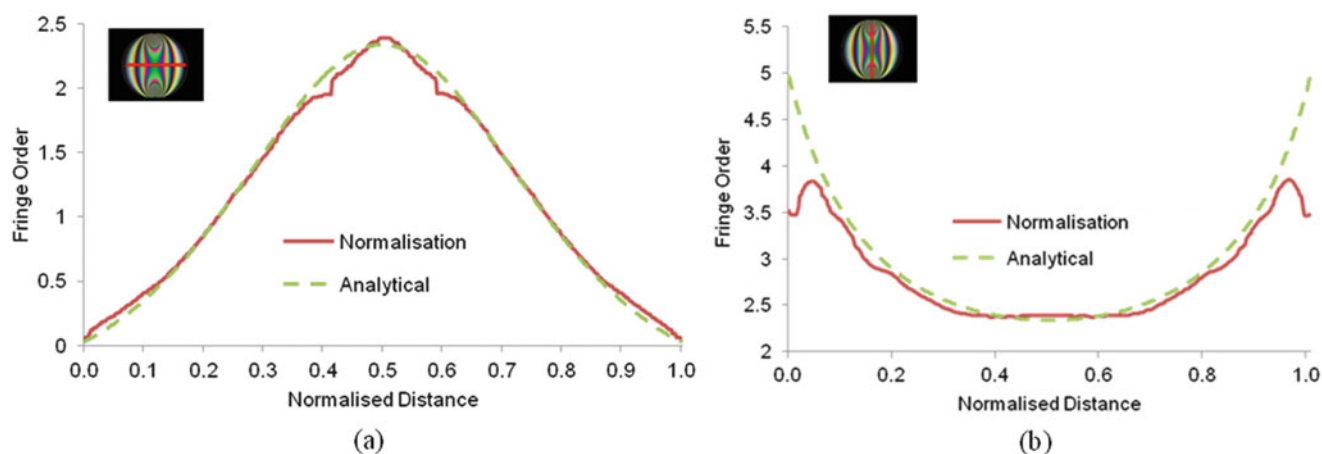 2.5
2
1.5
1
0.5
0
Fringe Order
Normalisation
Analytical
0.0 0.1 0.2 0.3 0.4 0.5 0.6 0.7 0.8 0.9 1.0
Normalised Distance
(a)
5.5
5
4.5
4
3.5
3
2.5
2
Fringe Order
Normalisation
Analytical
0.0 0.2 0.4 0.6 0.8 1.0
Normalised Distance
(b)